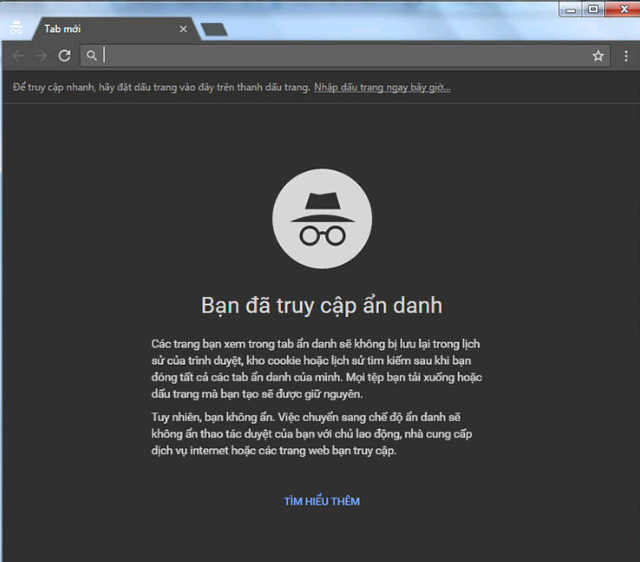 Tab mới
Để truy cập nhanh, hãy đặt dấu trang vào đây trên thanh dấu trang. Nhập dấu trang ngay bây giờ...
Bạn đã truy cập ẩn danh
Các trang bạn xem trong tab ẩn danh sẽ không bị lưu lại trong lịch
sử của trình duyệt, kho cookie hoặc lịch sử tìm kiếm sau khi bạn
đóng tất cả các tab ẩn danh của mình. Mọi tệp bạn tải xuống hoặc
dấu trang mà bạn tạo sẽ được giữ nguyên.
Tuy nhiên, bạn không ẩn. Việc chuyển sang chế độ ẩn danh sẽ
không ẩn thao tác duyệt của bạn với chủ lao động, nhà cung cấp
dịch vụ internet hoặc các trang web bạn truy cập.
TÌM HIỂU THÊM